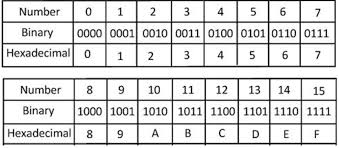 Number 0 1 2 3 4 5 6 7
Binary 0000 0001 0010 0011 0100 0101 0110 0111
Hexadecimal 0 1 2 3 4 5 6 7
Number 8 9 10 11 12 13 14 15
Binary 1000 1001 1010 1011 1100 1101 1110 1111
Hexadecimal 8 9 A B C D E F